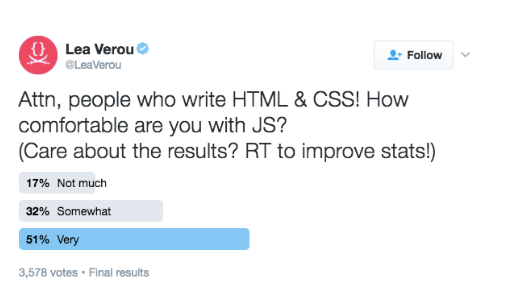 Lea Verou
@LeaVerou
Follow
Attn, people who write HTML & CSS! How
comfortable are you with JS?
(Care about the results? RT to improve stats!)
17% Not much
32% Somewhat
51% Very
3,578 votes • Final results